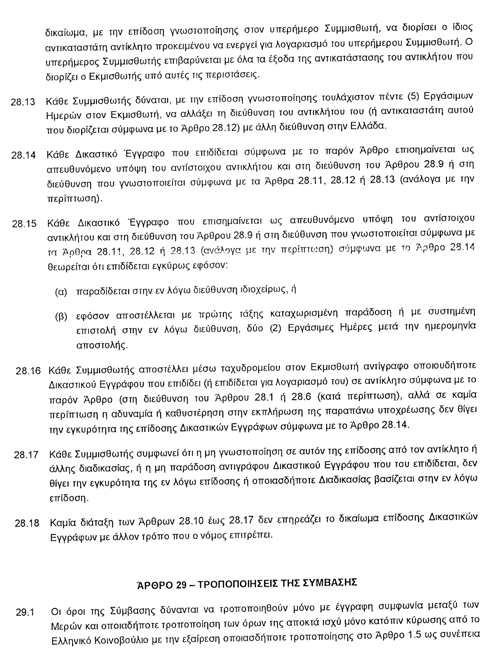 δικαίωμα, με την επίδοση γνωστοποίησης στον υπερήμερο Συμμισθωτή, να διορίσει ο ίδιος
αντικαταστάτη αντίκλητο προκειμένου να ενεργεί για λογαριασμό του υπερήμερου Συμμισθωτή. Ο
υπερήμερος Συμμισθωτής επιβαρύνεται με όλα τα έξοδα της αντικατάστασης του αντικλήτου που
διορίζει ο Εκμισθωτής υπό αυτές τις περιστάσεις.
28.13 Κάθε Συμμισθωτής δύναται, με την επίδοση γνωστοποίησης τουλάχιστον πέντε (5) Εργάσιμων
Ημερών στον Εκμισθωτή, να αλλάξει τη διεύθυνση του αντικλήτου του (ή αντικαταστάτη αυτού
που διορίζεται σύμφωνα με το Άρθρο 28.12) με άλλη διεύθυνση στην Ελλάδα.
28.14 Κάθε Δικαστικό Έγγραφο που επιδίδεται σύμφωνα με το παρόν Άρθρο επισημαίνεται ως
απευθυνόμενο υπόψη του αντίστοιχου αντικλήτου και στη διεύθυνση του Άρθρου 28.9 ή στη
διεύθυνση που γνωστοποιείται σύμφωνα με τα Άρθρα 28.11, 28.12 ή 28.13 (ανάλογα με την
περίπτωση).
28.15 Κάθε Δικαστικό Έγγραφο που επισημαίνεται ως απευθυνόμενο υπόψη του αντίστοιχου
αντικλήτου και στη διεύθυνση του Άρθρου 28.9 ή στη διεύθυνση που γνωστοποιείται σύμφωνα με
τα Άρθρα 28.11, 28.12 ή 28.13 (ανάλογα με την περίπτωση) σύμφωνα με το Άρθρο 28.14
θεωρείται ότι επιδίδεται εγκύρως εφόσον:
(α) παραδίδεται στην εν λόγω διεύθυνση ιδιοχείρως, ή
(β) εφόσον αποστέλλεται με πρώτης τάξης καταχωρισμένη παράδοση ή με συστημένη
επιστολή στην εν λόγω διεύθυνση, δύο (2) Εργάσιμες Ημέρες μετά την ημερομηνία
αποστολής.
28.16 Κάθε Συμμισθωτής αποστέλλει μέσω ταχυδρομείου στον Εκμισθωτή αντίγραφο οποιουδήποτε
Δικαστικού Εγγράφου που επιδίδει (ή επιδίδεται για λογαριασμό του) σε αντίκλητο σύμφωνα με το
παρόν Άρθρο (στη διεύθυνση του Άρθρου 28.1 ή 28.6 (κατά περίπτωση), αλλά σε καμία
περίπτωση η αδυναμία ή καθυστέρηση στην εκπλήρωση της παραπάνω υποχρέωσης δεν θίγει
την εγκυρότητα της επίδοσης Δικαστικών Εγγράφων σύμφωνα με το Άρθρο 28.14.
28.17 Κάθε Συμμισθωτής συμφωνεί ότι η μη γνωστοποίηση σε αυτόν της επίδοσης από τον αντίκλητο ή
άλλης διαδικασίας, ή η μη παράδοση αντιγράφου Δικαστικού Εγγράφου που του επιδίδεται, δεν
θίγει την εγκυρότητα της εν λόγω επίδοσης ή οποιασδήποτε Διαδικασίας βασίζεται στην εν λόγω
επίδοση.
28.18 Καμία διάταξη των Άρθρων 28.10 έως 28.17 δεν επηρεάζει το δικαίωμα επίδοσης Δικαστικών
Εγγράφων με άλλον τρόπο που ο νόμος επιτρέπει.
ΆΡΘΡΟ 29 – ΤΡΟΠΟΠΟΙΗΣΕΙΣ ΤΗΣ ΣΥΜΒΑΣΗΣ
29.1 Οι όροι της Σύμβασης δύνανται να τροποποιηθούν μόνο με έγγραφη συμφωνία μεταξύ των
Μερών και οποιαδήποτε τροποποίηση των όρων της αποκτά ισχύ μόνο κατόπιν κύρωσης από το
Ελληνικό Κοινοβούλιο με την εξαίρεση οποιασδήποτε τροποποίησης στο Άρθρο 1.5 ως συνέπεια